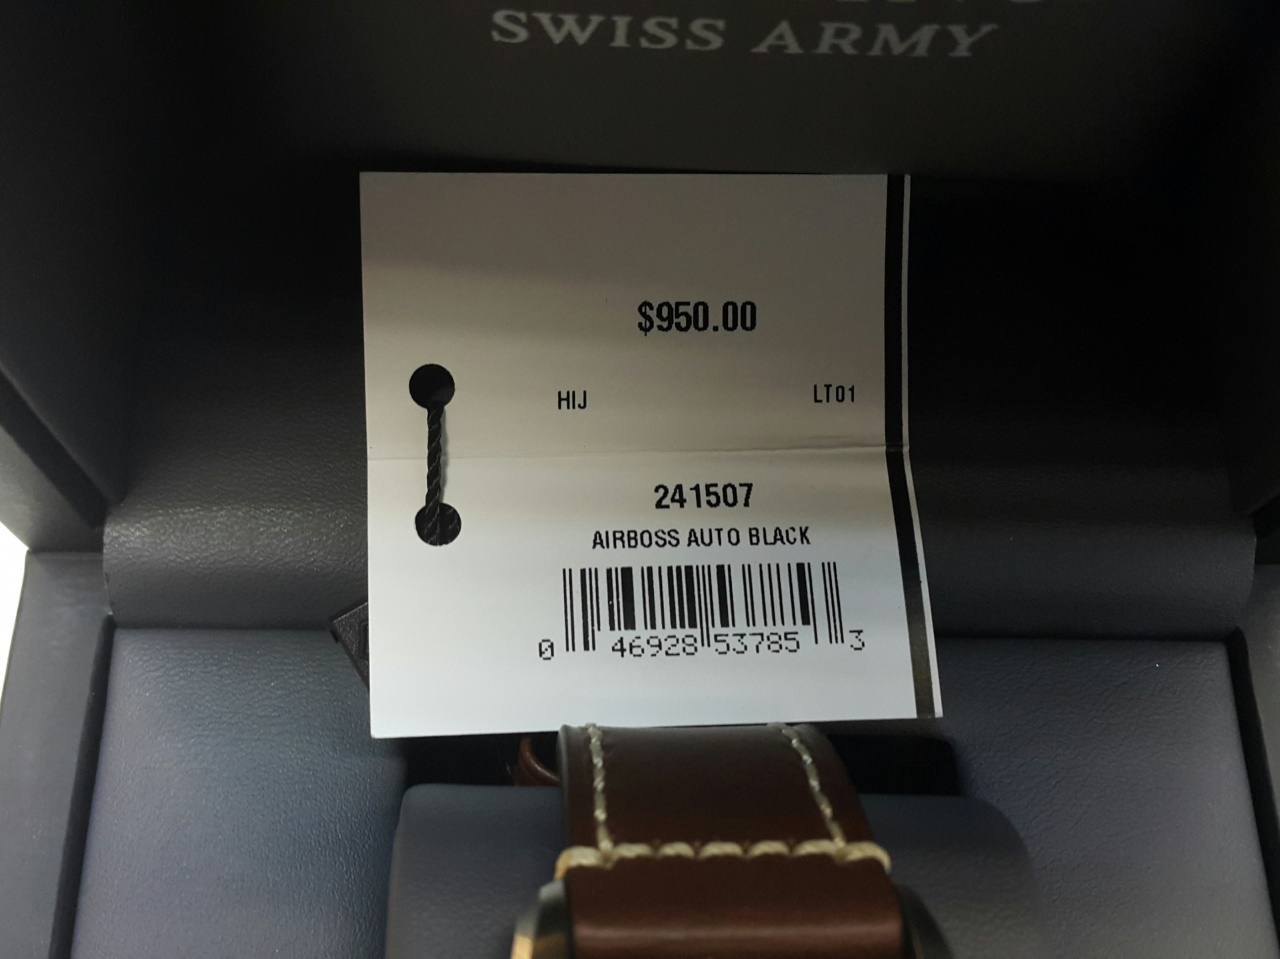 SWISS ARMY
$950.00
HIJ LT01
241507
AIRBOSS AUTO BLACK
0 46928 53785 3